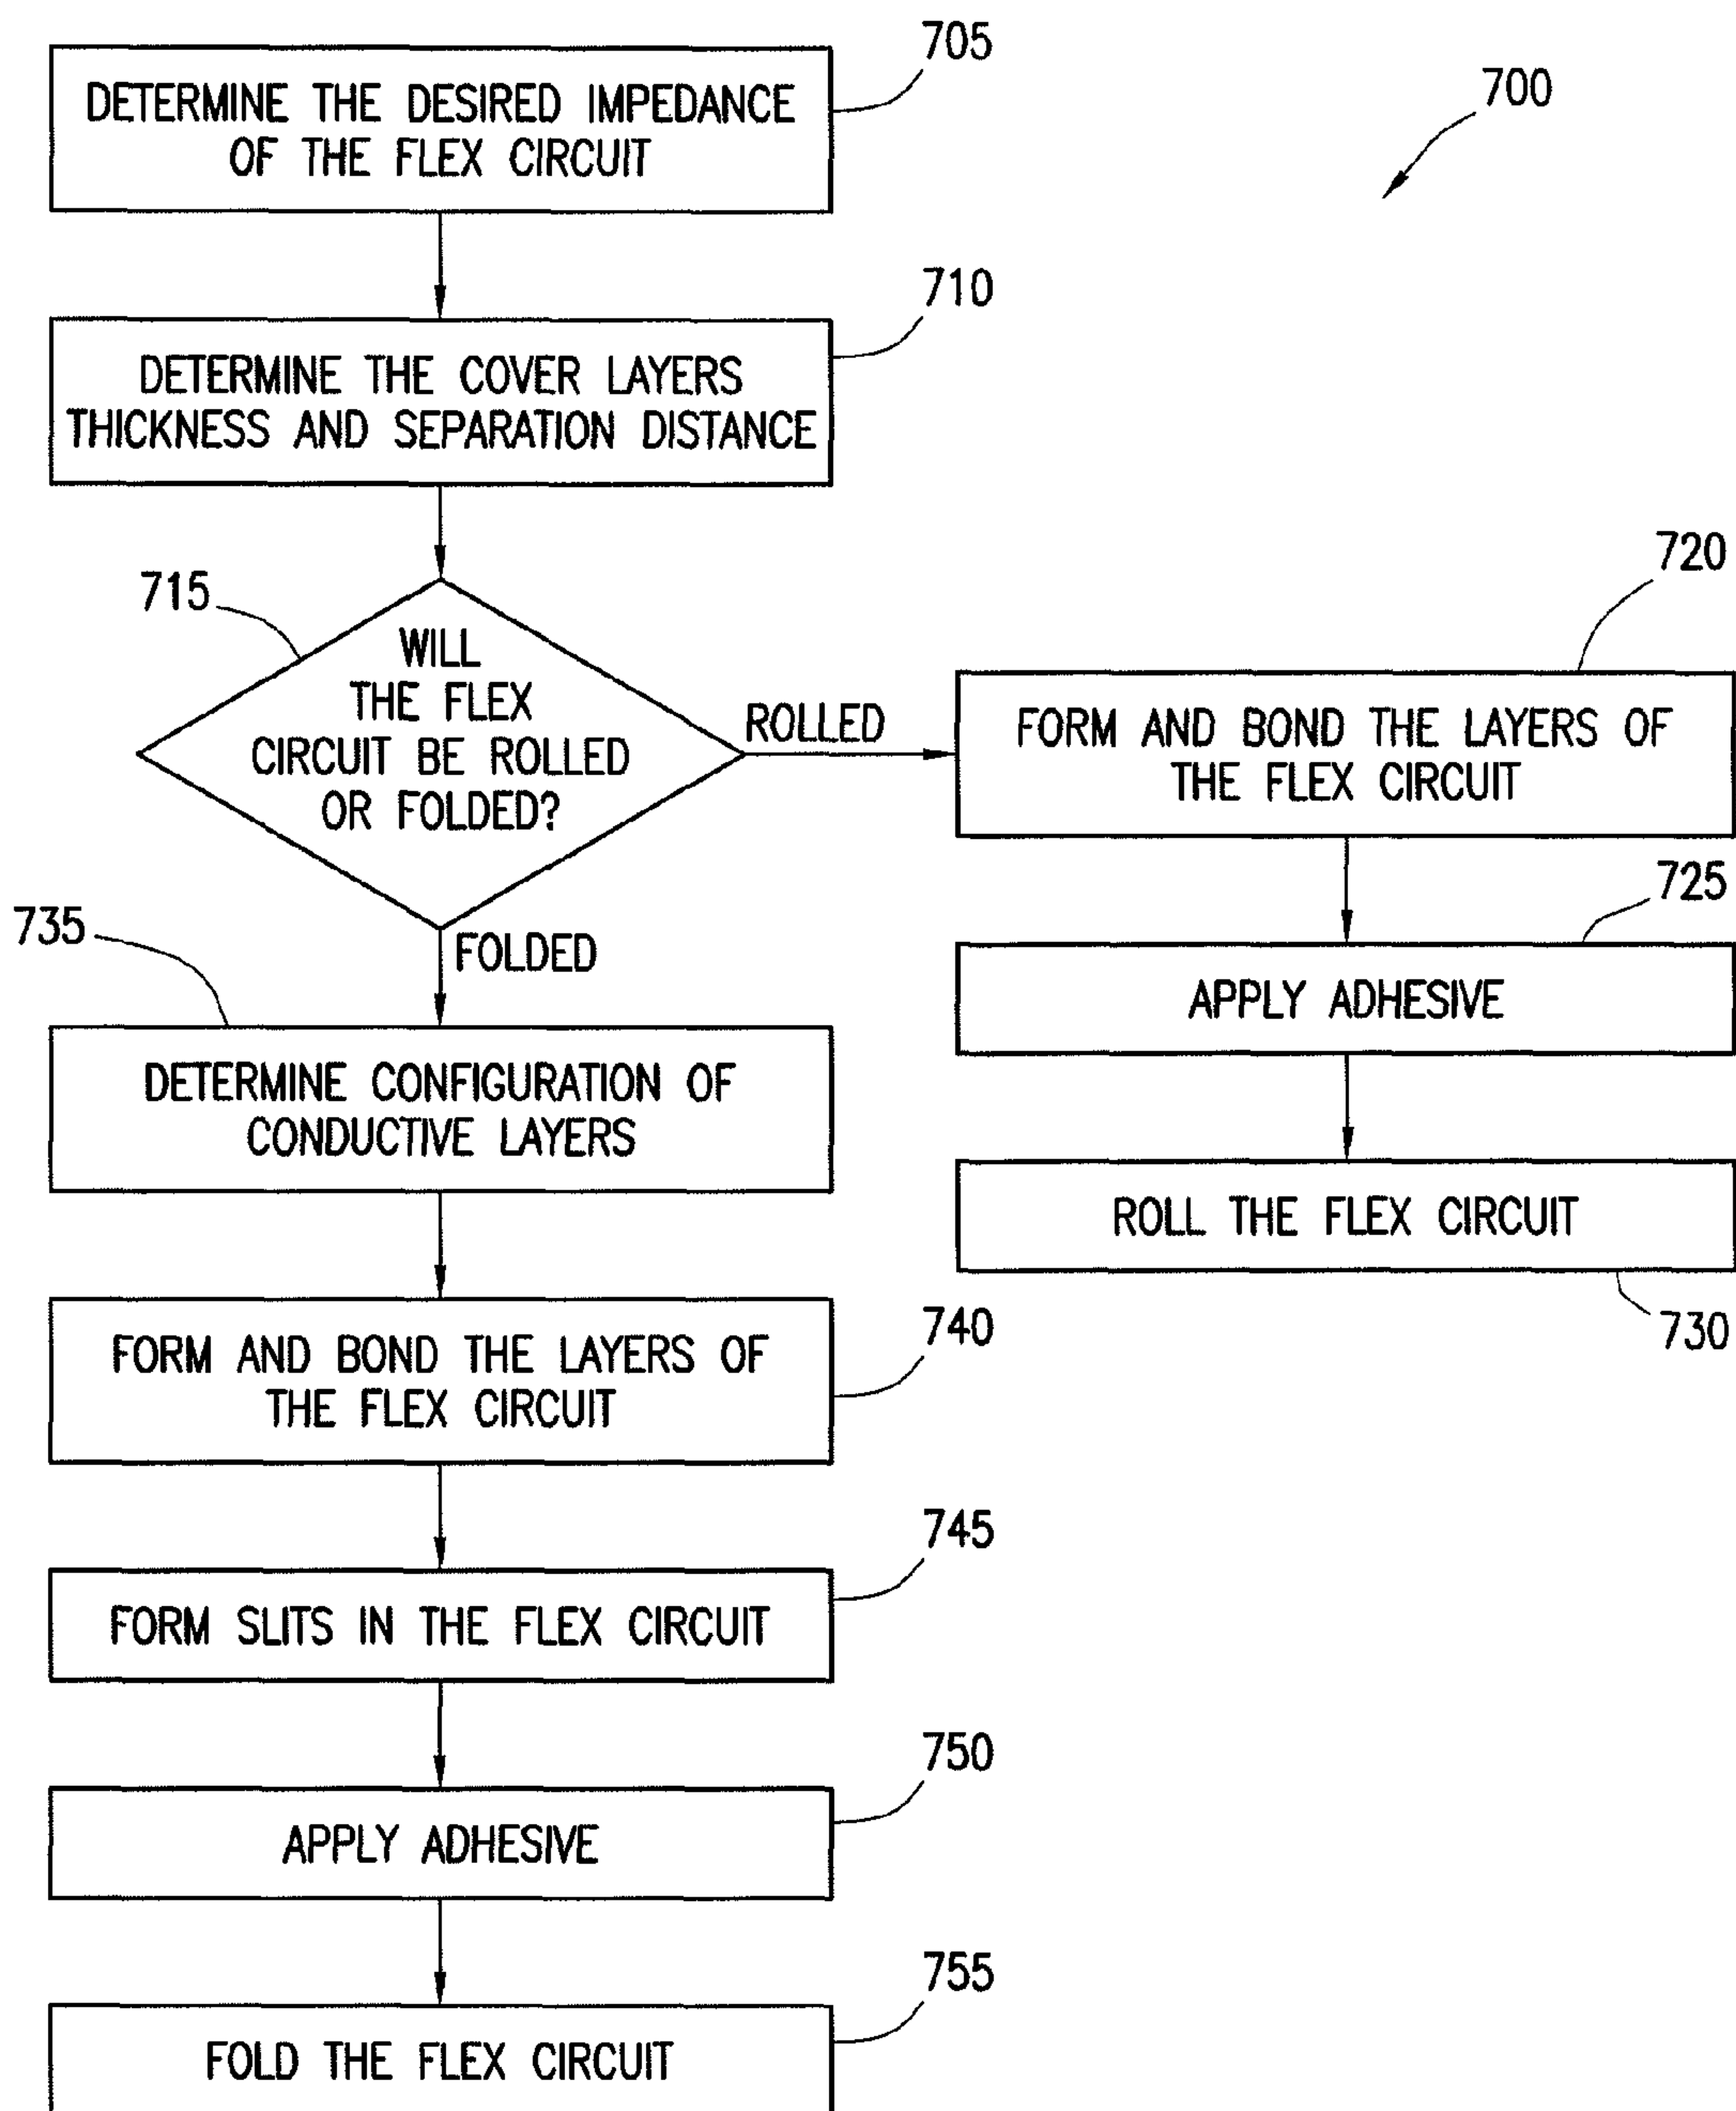 705
DETERMINE THE DESIRED IMPEDANCE
OF THE FLEX CIRCUIT
700
710
DETERMINE THE COVER LAYERS
THICKNESS AND SEPARATION DISTANCE
715
WILL
THE FLEX
CIRCUIT BE ROLLED
OR FOLDED?
ROLLED
720
FORM AND BOND THE LAYERS OF
THE FLEX CIRCUIT
725
APPLY ADHESIVE
ROLL THE FLEX CIRCUIT
730
FOLDED
735
DETERMINE CONFIGURATION OF
CONDUCTIVE LAYERS
740
FORM AND BOND THE LAYERS OF
THE FLEX CIRCUIT
745
FORM SLITS IN THE FLEX CIRCUIT
750
APPLY ADHESIVE
755
FOLD THE FLEX CIRCUIT